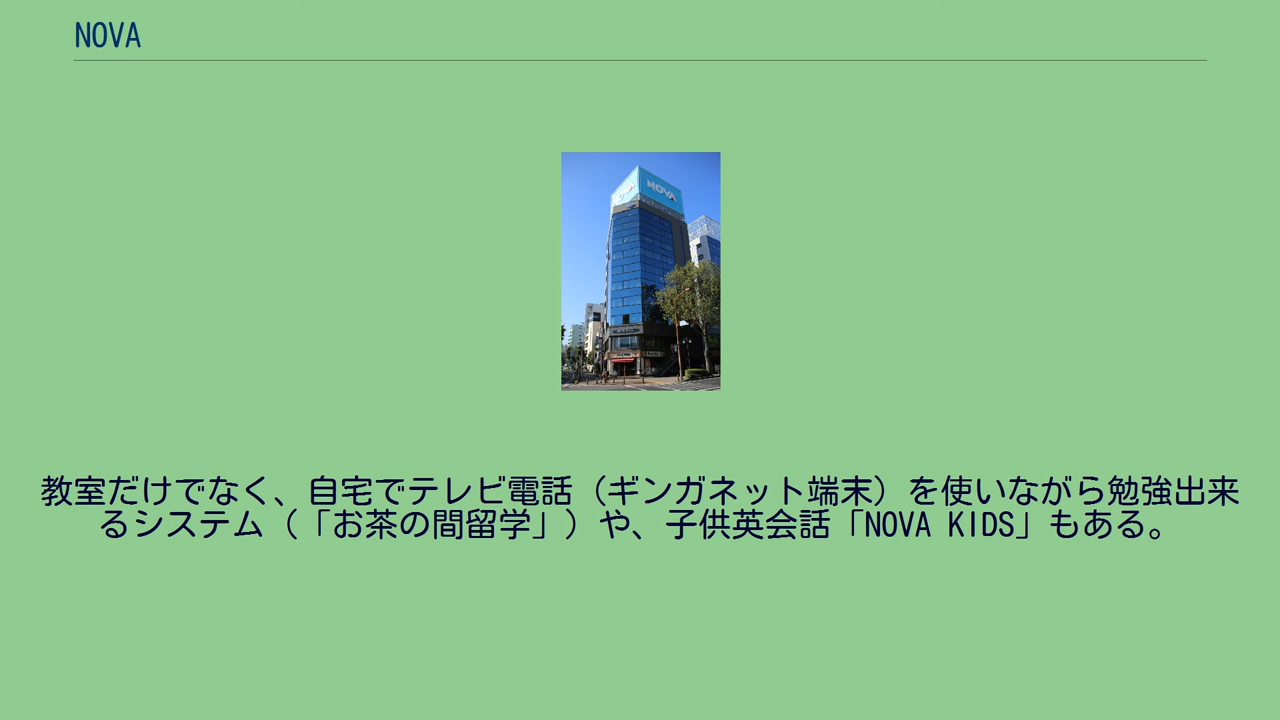 NOVA
NOVA
教室だけでなく、自宅でテレビ電話（ギンガネット端末）を使いながら勉強出来
るシステム（「お茶の間留学」）や、子供英会話「NOVA KIDS」もある。